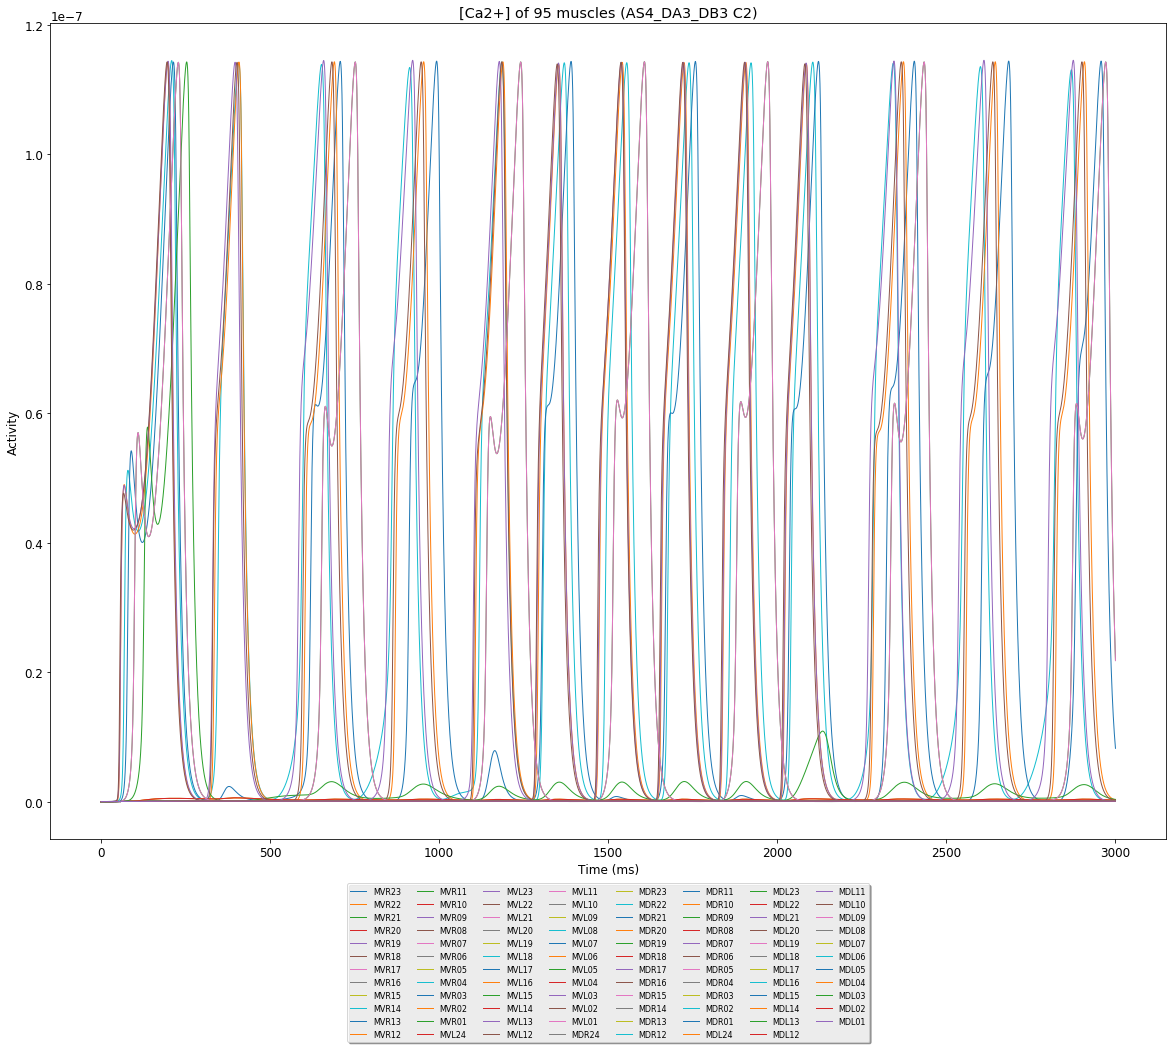 [Ca2+] of 95 muscles (AS4_DA3_DB3 C2)
1e−7
1.2
1.0
0.8
0.6
0.4
0.2
0.0
Activity
0 500 1000 1500 2000 2500 3000
Time (ms)
MVR23 MVR11 MVL23 MVL11 MDR23 MDR11 MDL23 MDL11
MVR22 MVR10 MVL22 MVL10 MDR22 MDR10 MDL22 MDL10
MVR21 MVR09 MVL21 MVL09 MDR21 MDR09 MDL21 MDL09
MVR20 MVR08 MVL20 MVL08 MDR20 MDR08 MDL20 MDL08
MVR19 MVR07 MVL19 MVL07 MDR19 MDR07 MDL19 MDL07
MVR18 MVR06 MVL18 MVL06 MDR18 MDR06 MDL18 MDL06
MVR17 MVR05 MVL17 MVL05 MDR17 MDR05 MDL17 MDL05
MVR16 MVR04 MVL16 MVL04 MDR16 MDR04 MDL16 MDL04
MVR15 MVR03 MVL15 MVL03 MDR15 MDR03 MDL15 MDL03
MVR14 MVR02 MVL14 MVL02 MDR14 MDR02 MDL14 MDL02
MVR13 MVR01 MVL13 MVL01 MDR13 MDR01 MDL13 MDL01
MVR12 MVL24 MVL12 MDR24 MDR12 MDL24 MDL12